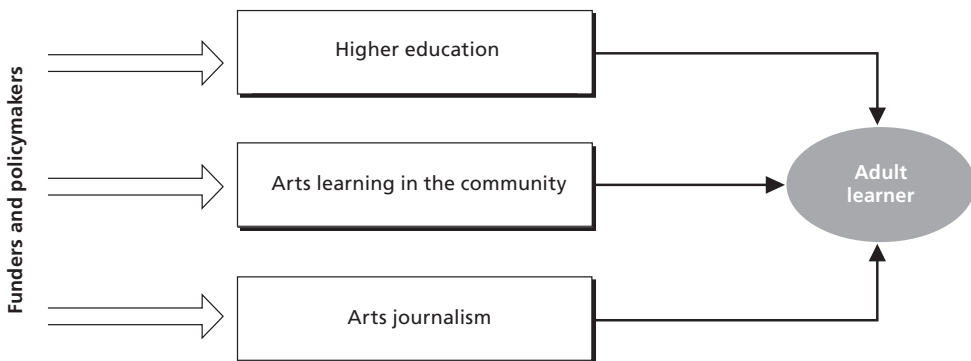 Funders and policymakers
Higher education
Arts learning in the community
Adult
learner
Arts journalism